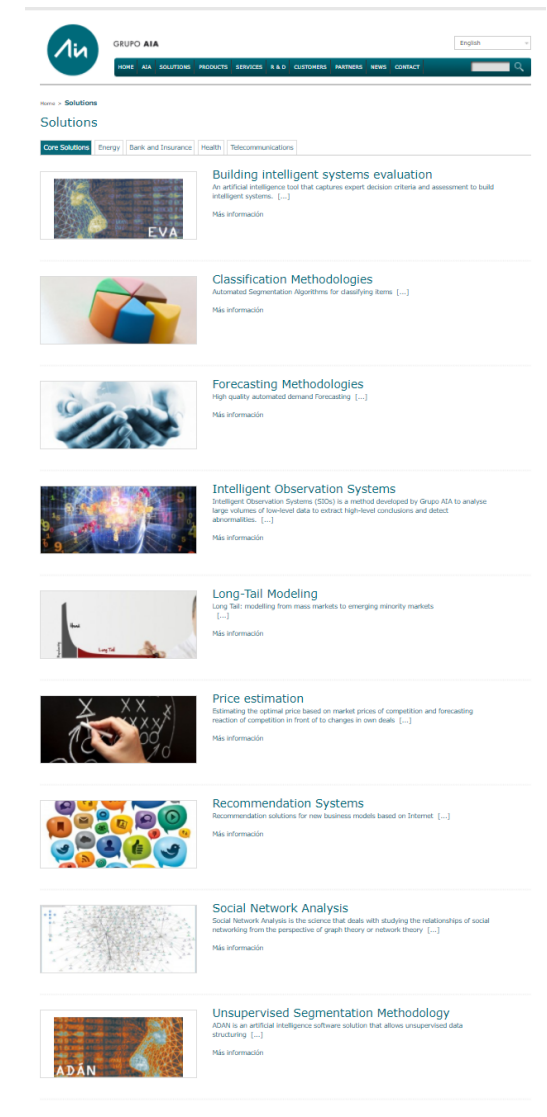 Aia
GRUPO AIA
English
HOME AIA SOLUTIONS PRODUCTS SERVICES R & D CUSTOMERS PARTNERS NEWS CONTACT
Home > Solutions
Solutions
Core Solutions Energy Bank and Insurance Health Telecommunications
EVA
Building intelligent systems evaluation
An artificial intelligence tool that captures expert decision criteria and assessment to build
intelligent systems. [...]
Más información
Classification Methodologies
Automated Segmentation Algorithms for classifying items [...]
Más información
Forecasting Methodologies
High quality automated demand Forecasting [...]
Más información
Intelligent Observation Systems
Intelligent Observation Systems (SIOs) is a method developed by Grupo AIA to analyse
large volumes of low-level data to extract high-level conclusions and detect
abnormalities. [...]
Más información
Head
Long Tail
Long-Tail Modeling
Long Tail: modelling from mass markets to emerging minority markets
[...]
Más información
X X X X
Price estimation
Estimating the optimal price based on market prices of competition and forecasting
reaction of competition in front of to changes in own deals [...]
Más información
Recommendation Systems
Recommendation solutions for new business models based on Internet [...]
Más información
Social Network Analysis
Social Network Analysis is the science that deals with studying the relationships of social
networking from the perspective of graph theory or network theory [...]
Más información
ADÁN
Unsupervised Segmentation Methodology
ADAN is an artificial intelligence software solution that allows unsupervised data
structuring [...]
Más información